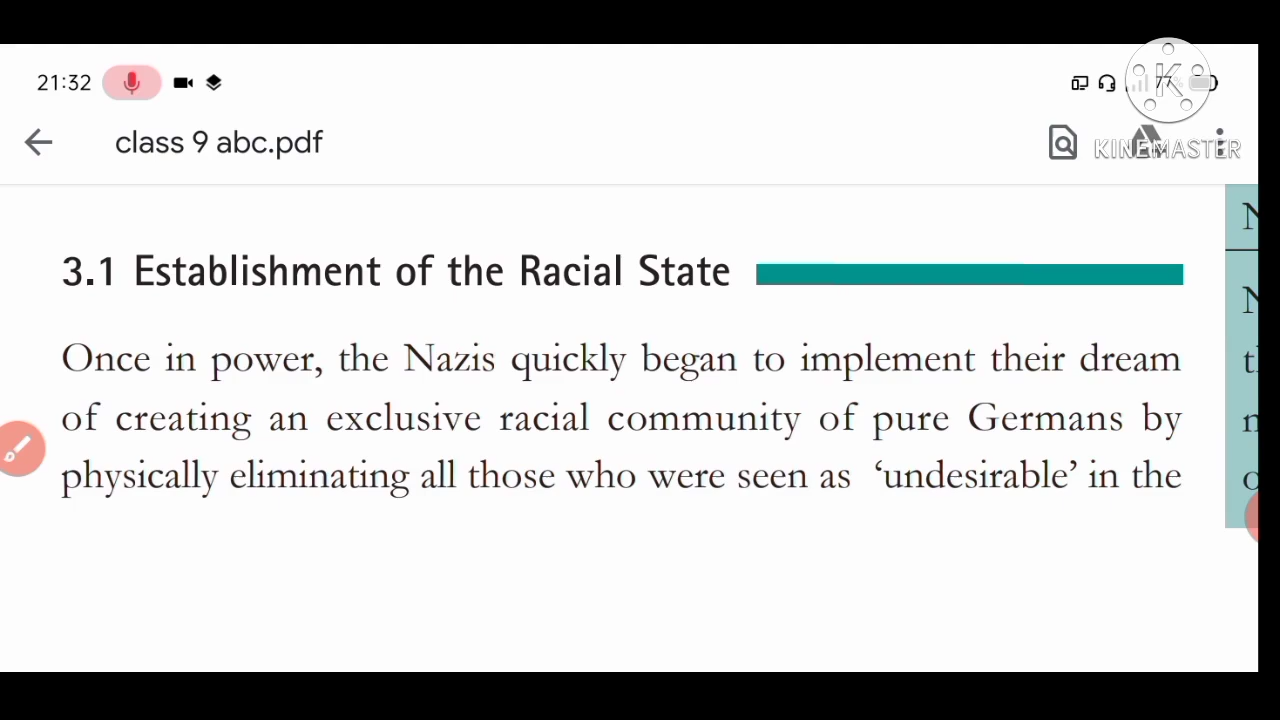 21:32
77%
class 9 abc.pdf
KINEMASTER
3.1 Establishment of the Racial State
Once in power, the Nazis quickly began to implement their dream
of creating an exclusive racial community of pure Germans by
physically eliminating all those who were seen as ‘undesirable’ in the